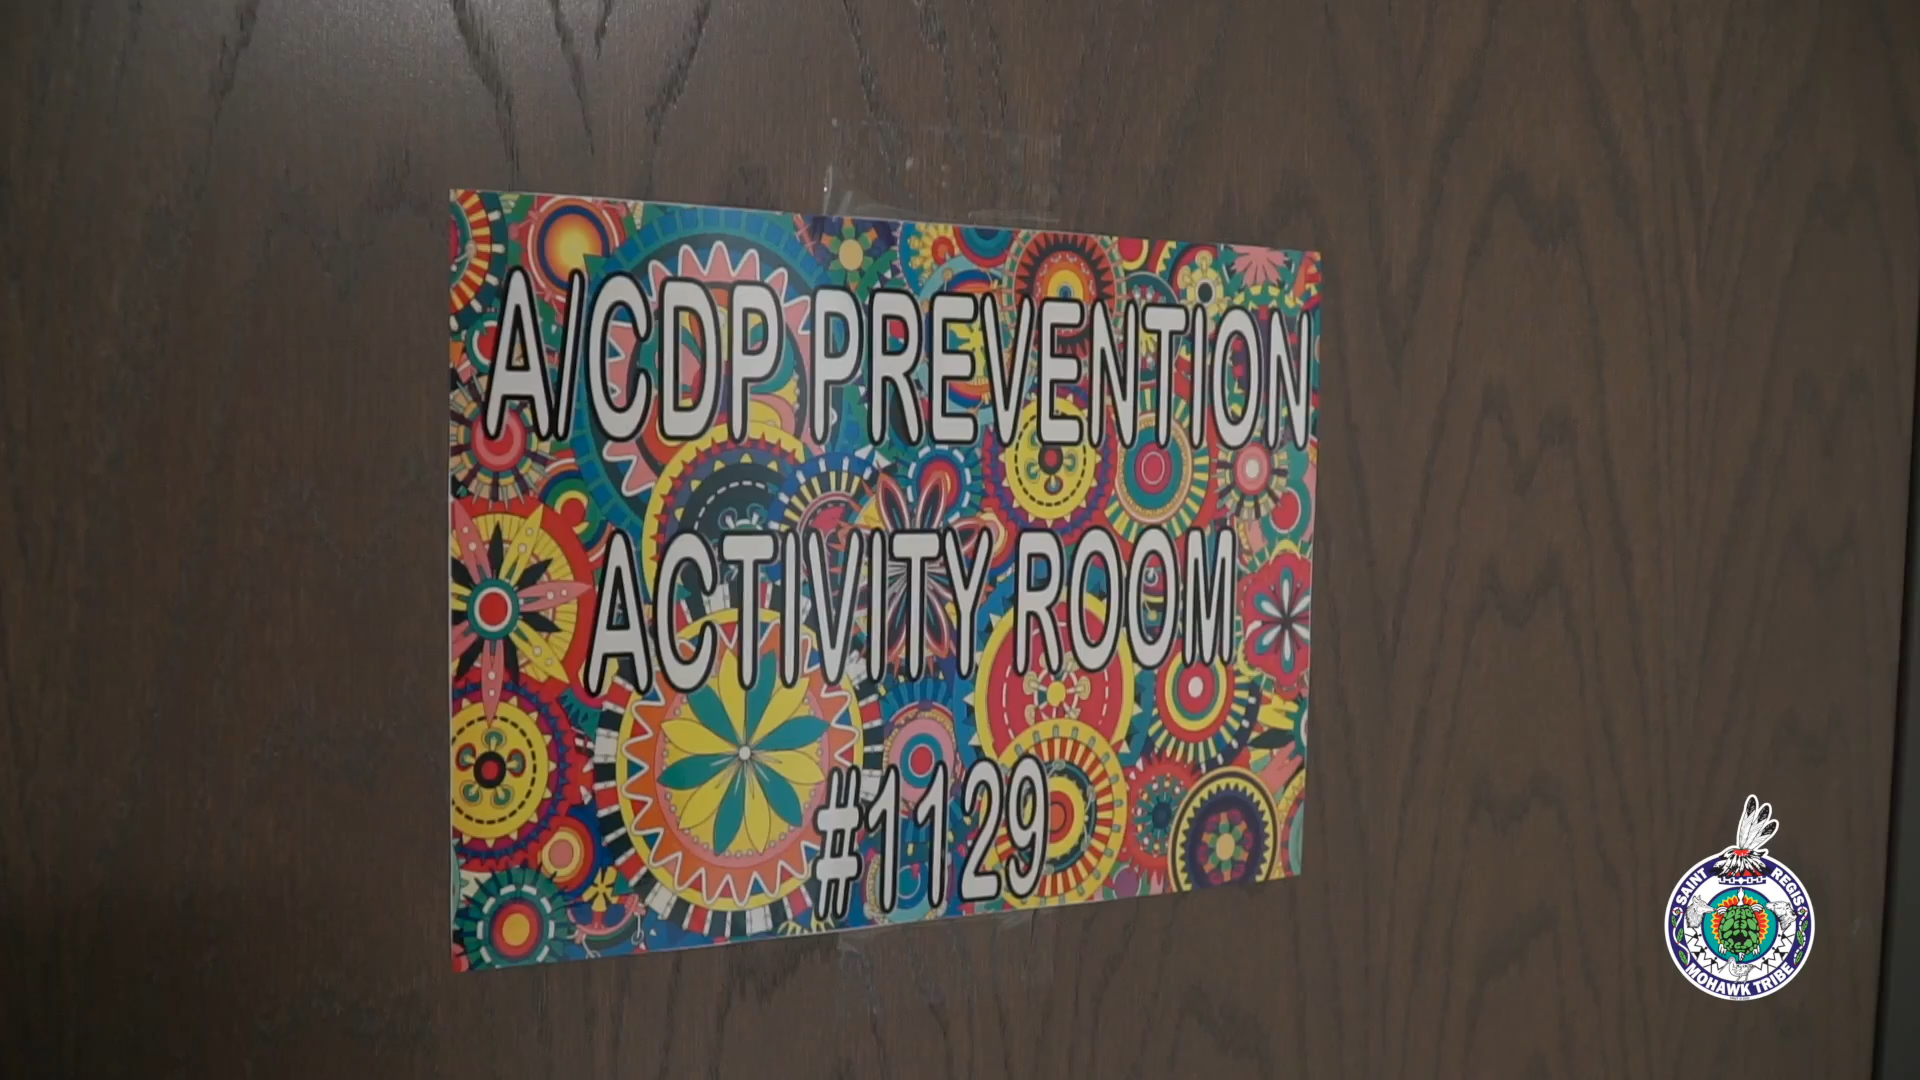 A/CDP PREVENTION
ACTIVITY ROOM
#1129
SAINT REGIS
MOHAWK TRIBE